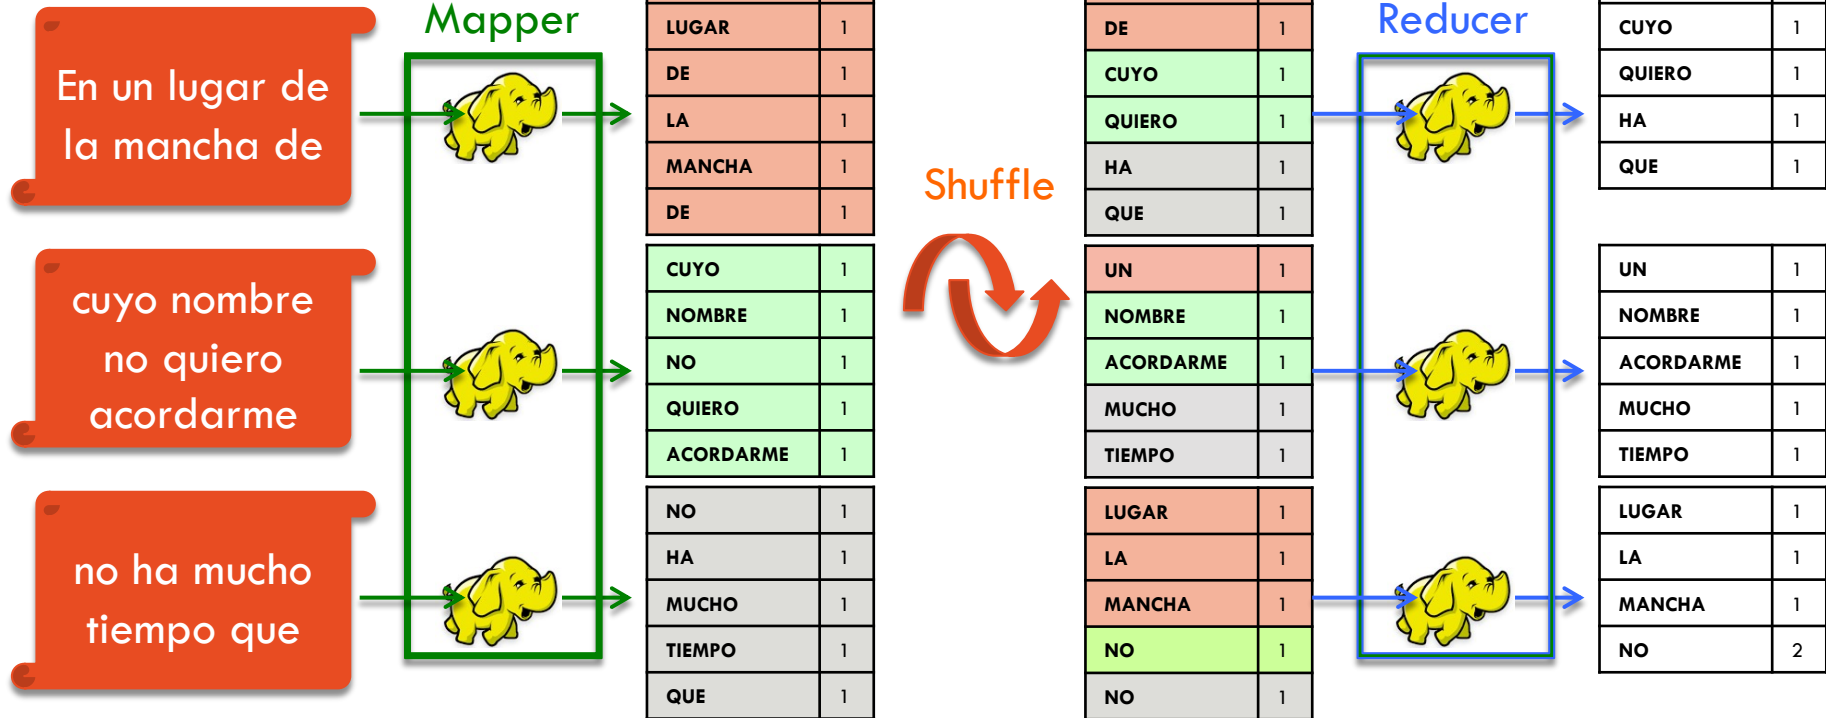 Mapper
Reducer
Shuffle
En un lugar de
la mancha de
cuyo nombre
no quiero
acordarme
no ha mucho
tiempo que
LUGAR 1
DE 1
LA 1
MANCHA 1
DE 1
CUYO 1
NOMBRE 1
NO 1
QUIERO 1
ACORDARME 1
NO 1
HA 1
MUCHO 1
TIEMPO 1
QUE 1
DE 1
CUYO 1
QUIERO 1
HA 1
QUE 1
UN 1
NOMBRE 1
ACORDARME 1
MUCHO 1
TIEMPO 1
LUGAR 1
LA 1
MANCHA 1
NO 1
NO 1
CUYO 1
QUIERO 1
HA 1
QUE 1
UN 1
NOMBRE 1
ACORDARME 1
MUCHO 1
TIEMPO 1
LUGAR 1
LA 1
MANCHA 1
NO 2